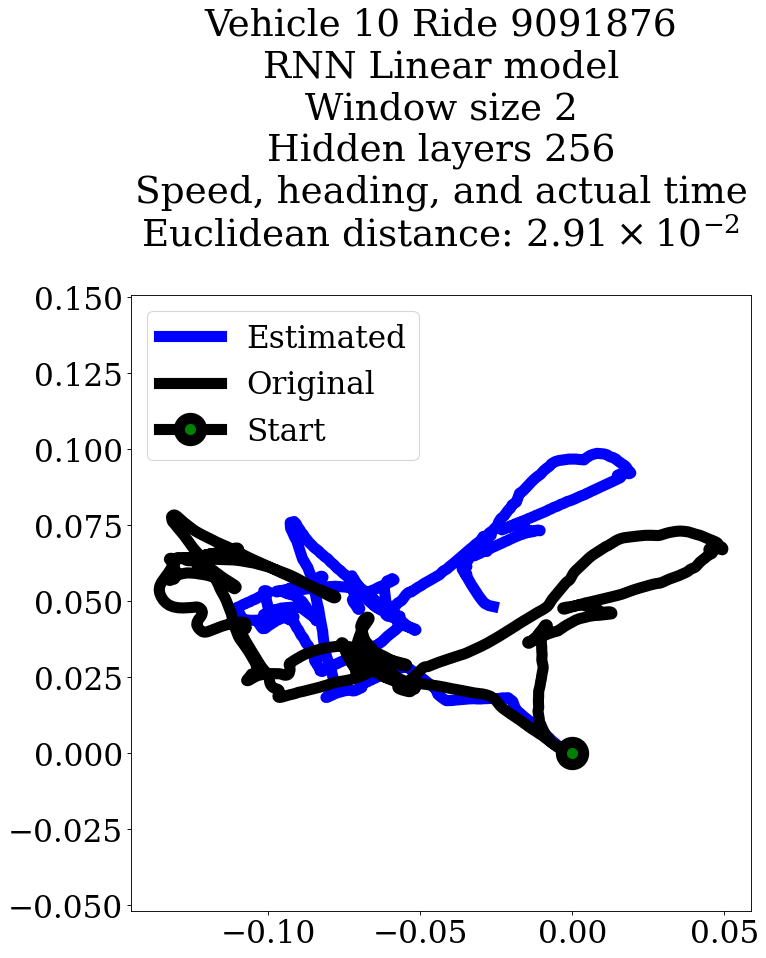 Vehicle 10 Ride 9091876
RNN Linear model
Window size 2
Hidden layers 256
Speed, heading, and actual time
Euclidean distance: 2.91 × 10⁻²
0.150
0.125
0.100
0.075
0.050
0.025
0.000
−0.025
−0.050
Estimated
Original
Start
−0.10
−0.05
0.00
0.05